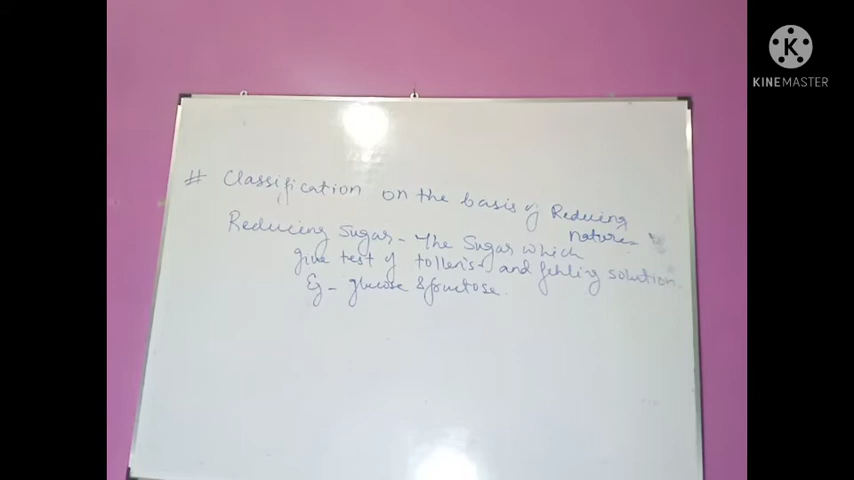 # Classification on the basis of Reducing
nature
Reducing Sugar - The Sugar which
give test of tollen's and fehling solution.
Eg - glucose & fructose.
K
KINEMASTER